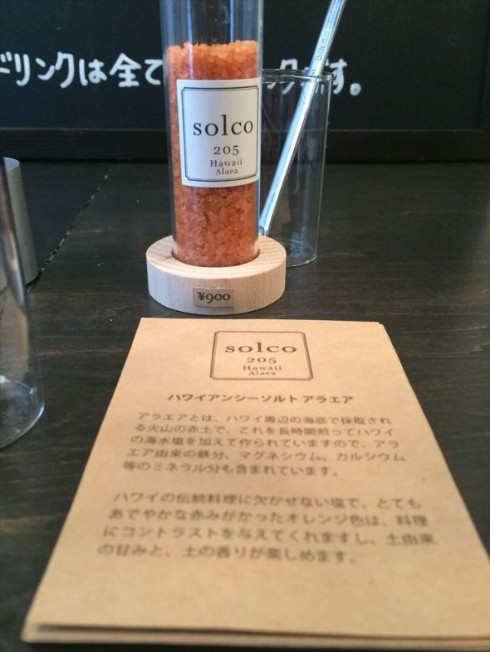 ドリンクは全て
す。
solco
205
Hawaii
Alaea
¥900
solco
205
Hawaii
Alaea
ハワイアンシーソルト アラエア
アラエアとは、ハワイ周辺の海底で採取され
る火山の赤土で、これを長時間煎ってハワイ
の海水塩を加えて作られていますので、アラ
エア由来の鉄分、マグネシウム、カルシウム
等のミネラル分も含まれています。
ハワイの伝統料理に欠かせない塩で、とても
あでやかな赤みがかったオレンジ色は、料理
にコントラストを与えてくれますし、土由来
の甘みと、土の香りが楽しめます。